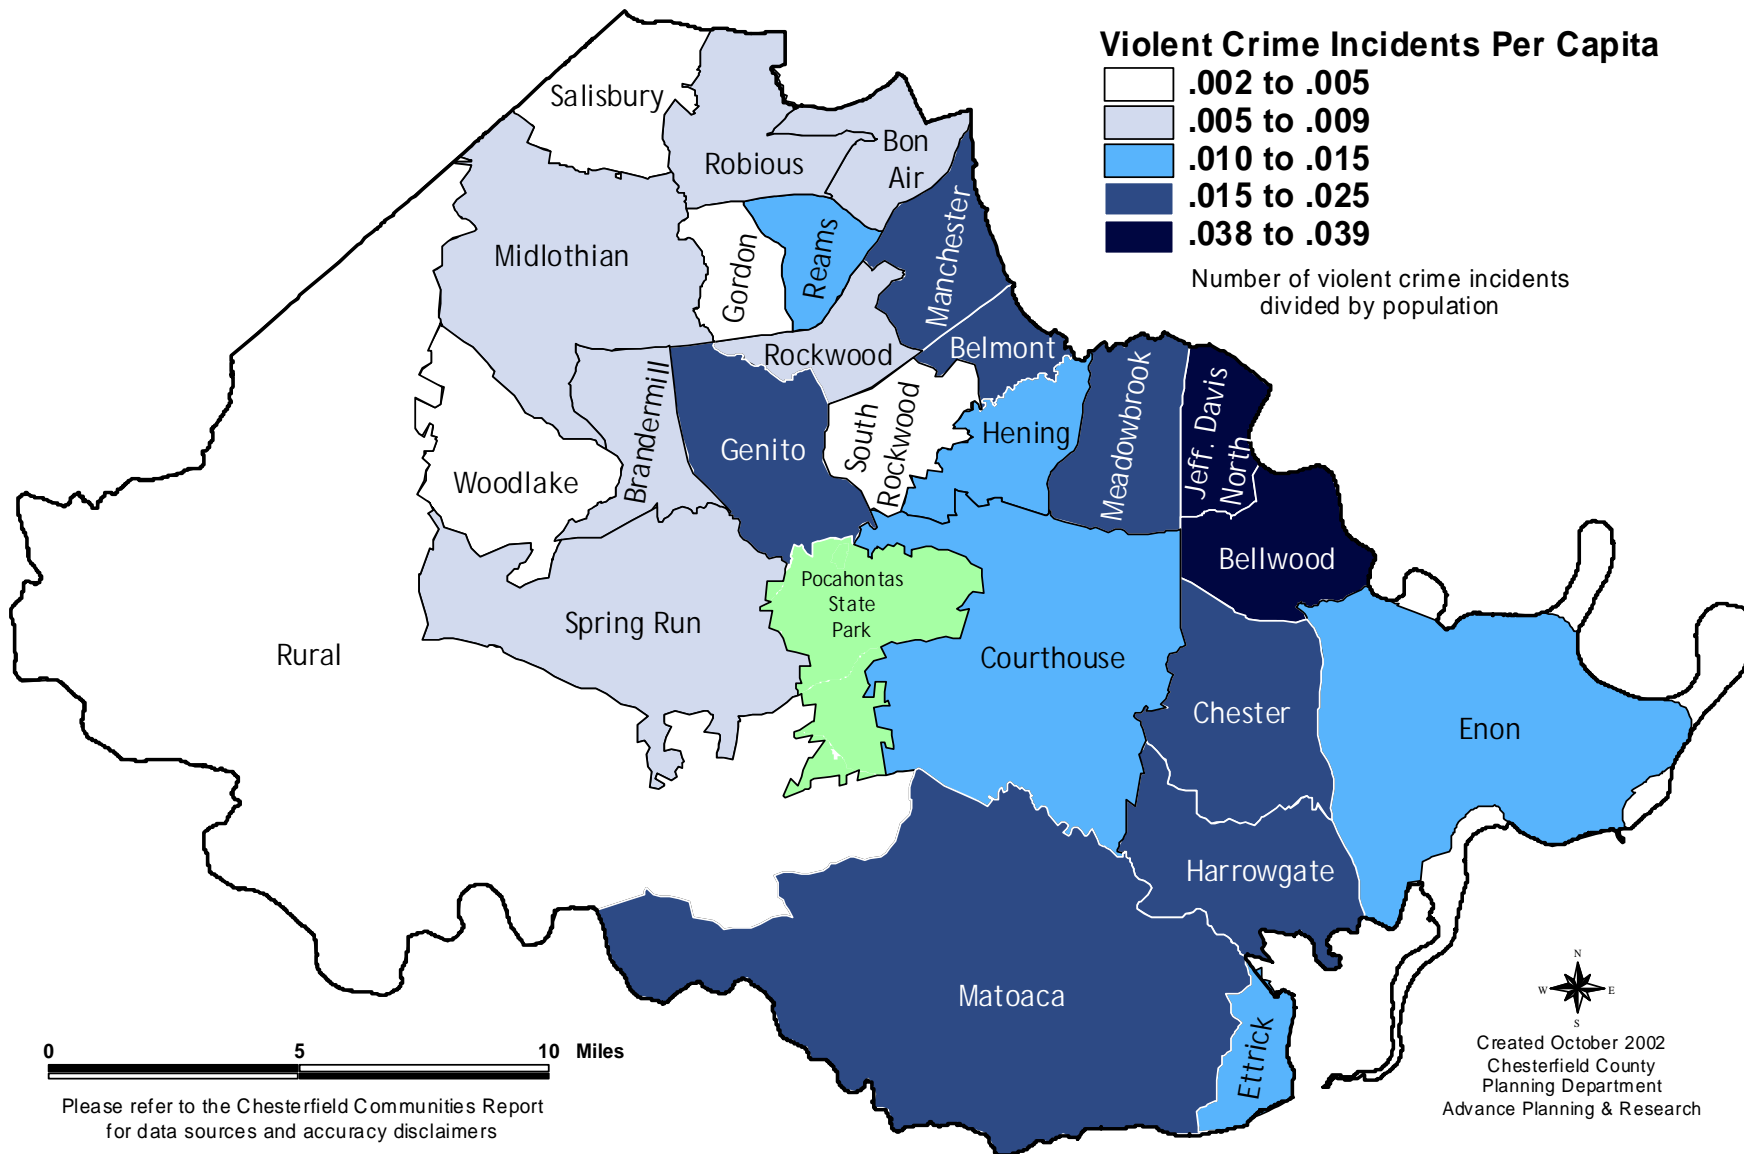 Violent Crime Incidents Per Capita
.002 to .005
.005 to .009
.010 to .015
.015 to .025
.038 to .039
Number of violent crime incidents
divided by population
Salisbury
Robious
Bon
Air
Midlothian
Gordon
Reams
Manchester
Rockwood
Belmont
Brandermill
Genito
South
Rockwood
Hening
Meadowbrook
Jeff. Davis
North
Woodlake
Bellwood
Pocahontas
State
Park
Spring Run
Rural
Courthouse
Chester
Enon
Harrowgate
Matoaca
Ettrick
N
W
E
S
0 5 10 Miles
Please refer to the Chesterfield Communities Report
for data sources and accuracy disclaimers
Created October 2002
Chesterfield County
Planning Department
Advance Planning & Research